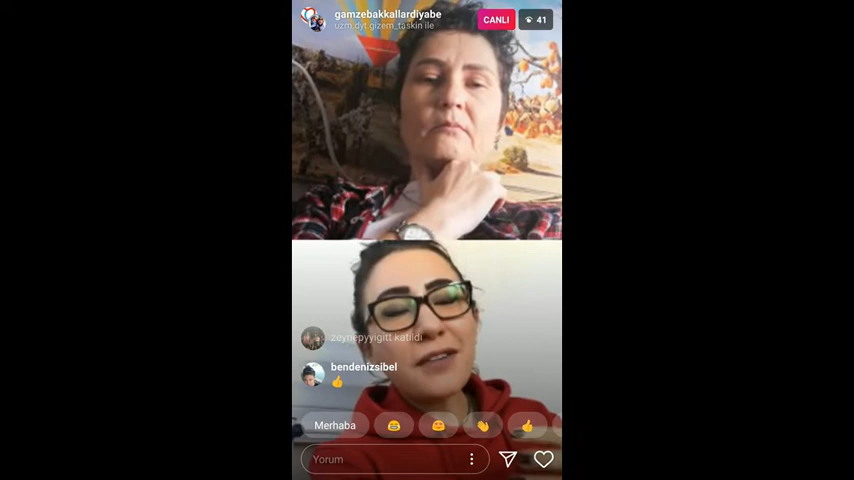 gamzebakkallardiyabe
uzm.dyt.gizem_taskin ile
CANLI
41
zeynepyyigitt katıldı
bendenizsibel
👍
Merhaba
Yorum